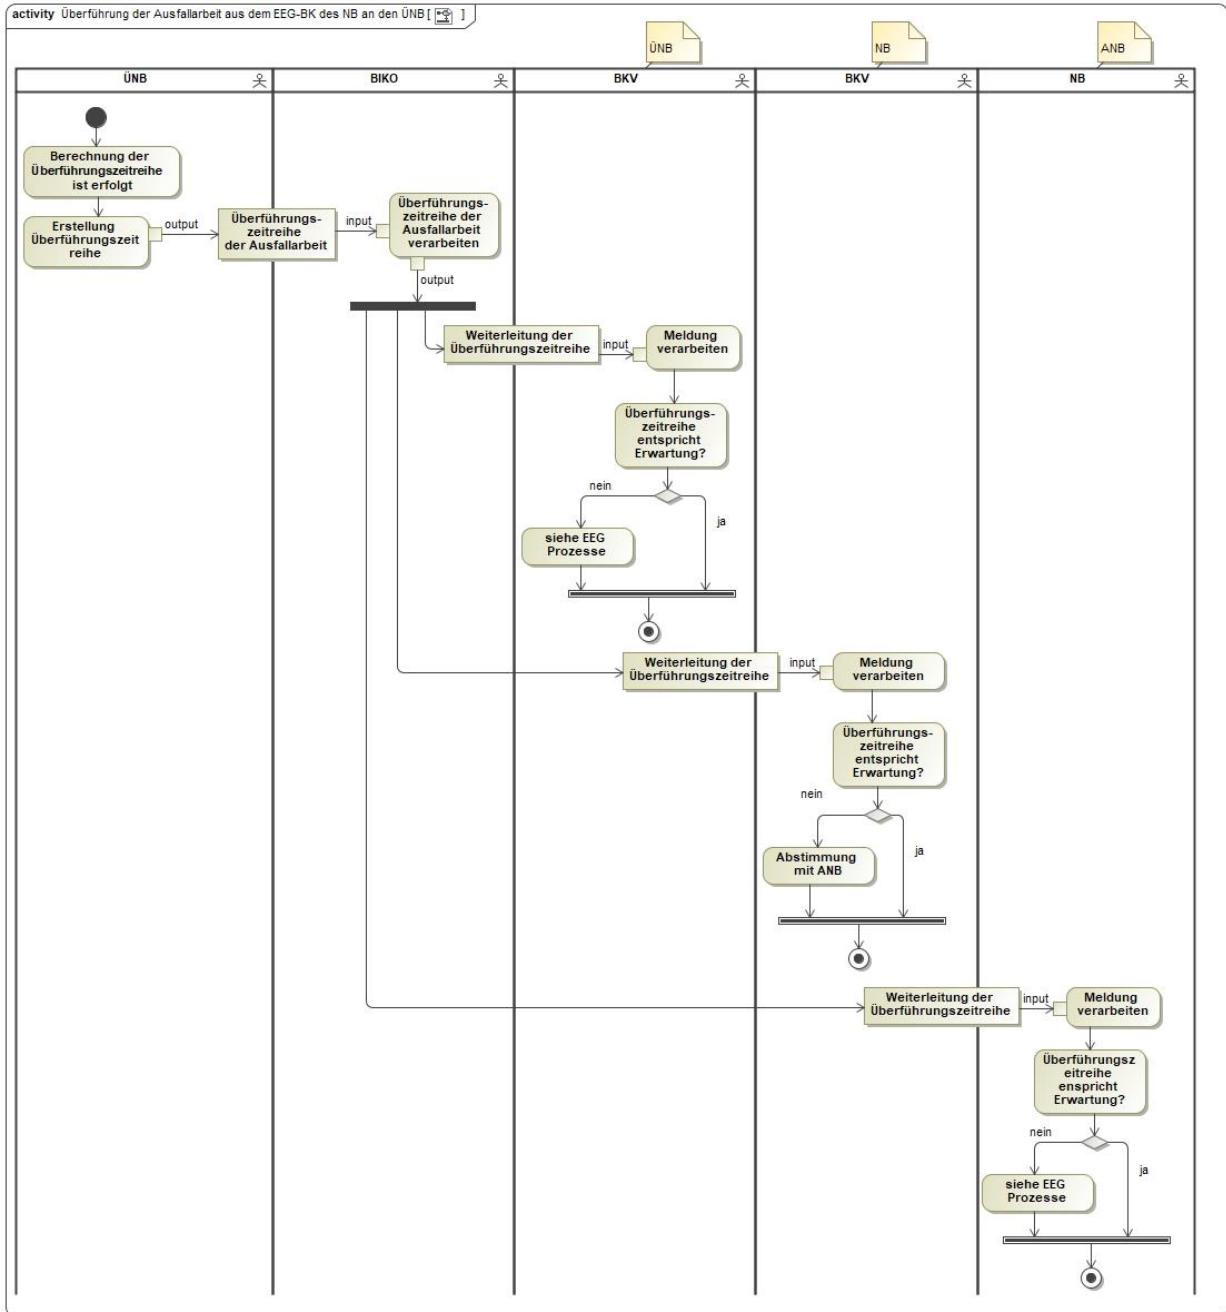 activity Überführung der Ausfallarbeit aus dem EEG-BK des NB an den ÜNB [ ]
ÜNB
NB
ANB
ÜNB
BIKO
BKV
BKV
NB
Berechnung der
Überführungszeitreihe
ist erfolgt
Erstellung
Überführungszeit
reihe
output
Überführungs-
zeitreihe
der Ausfallarbeit
input
Überführungs-
zeitreihe der
Ausfallarbeit
verarbeiten
output
Weiterleitung der
Überführungszeitreihe
input
Meldung
verarbeiten
Überführungs-
zeitreihe
entspricht
Erwartung?
nein
ja
siehe EEG
Prozesse
Weiterleitung der
Überführungszeitreihe
input
Meldung
verarbeiten
Überführungs-
zeitreihe
entspricht
Erwartung?
nein
ja
Abstimmung
mit ANB
Weiterleitung der
Überführungszeitreihe
input
Meldung
verarbeiten
Überführungsz
eitreihe
enspricht
Erwartung?
nein
ja
siehe EEG
Prozesse